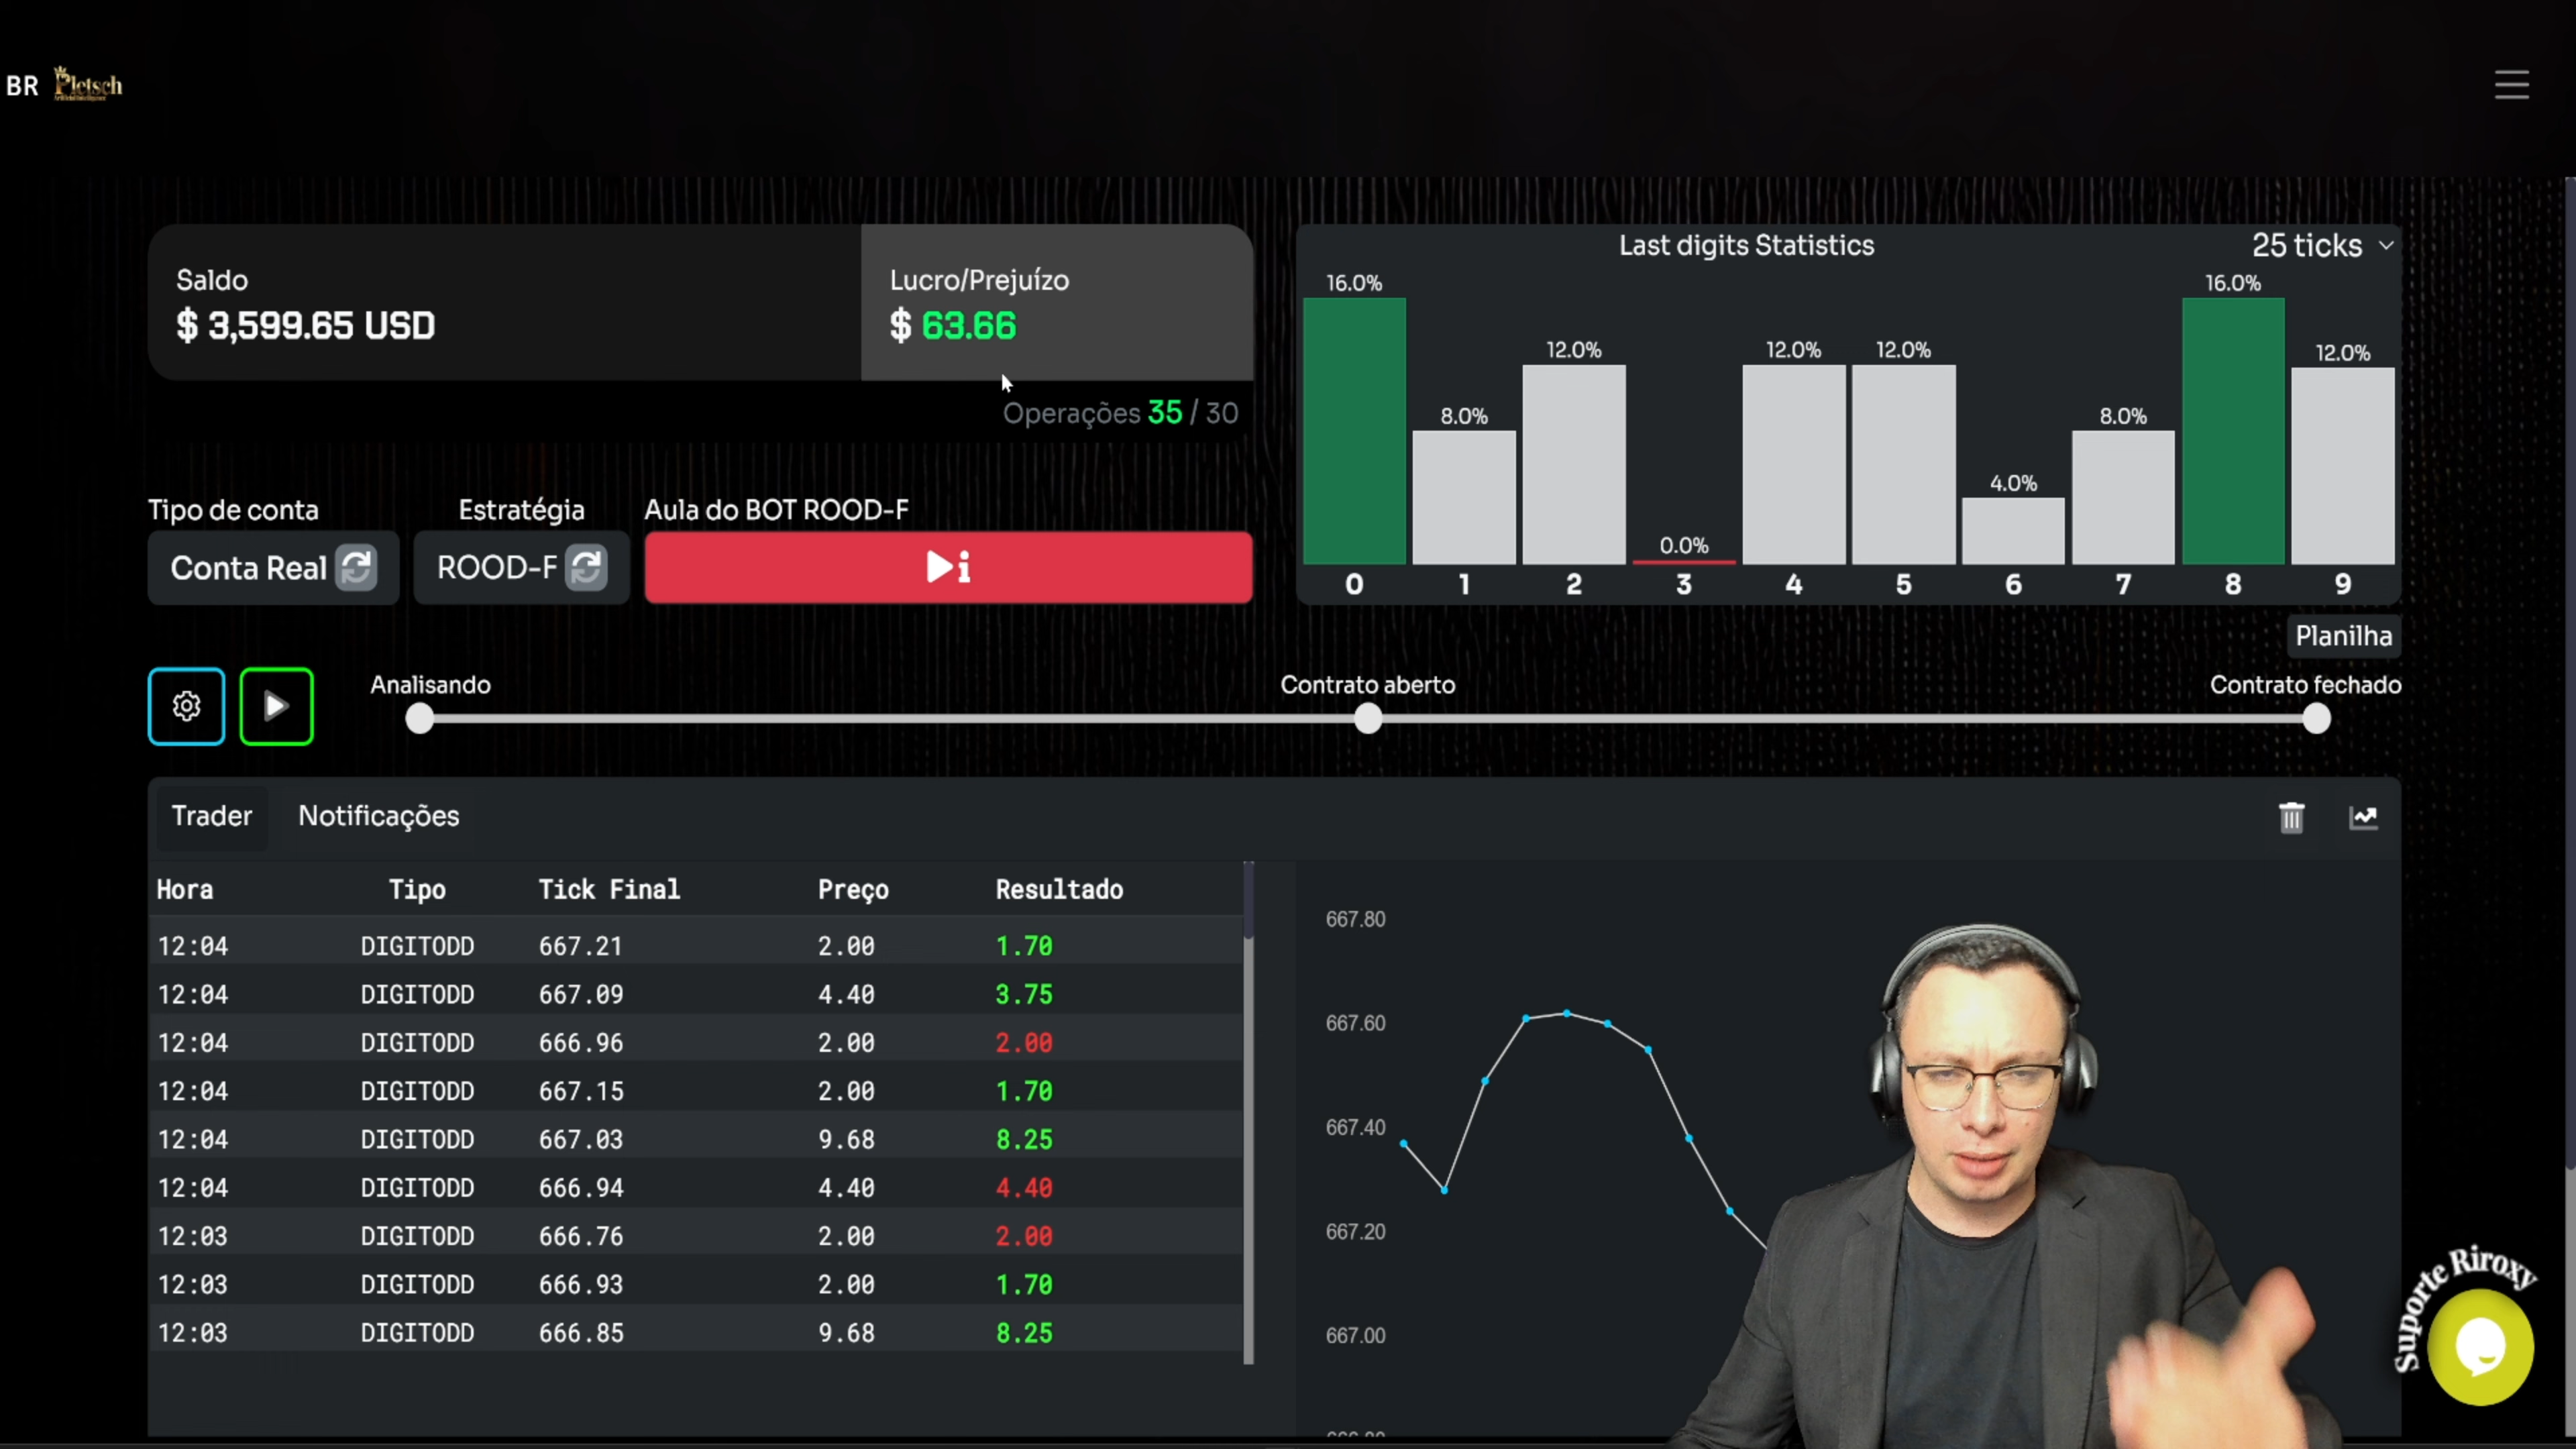 BR Pletsch
Saldo
$ 3,599.65 USD
Lucro/Prejuízo
$ 63.66
Operações 35 / 30
Last digits Statistics
25 ticks
16.0%
8.0%
12.0%
0.0%
12.0%
12.0%
4.0%
8.0%
16.0%
12.0%
0 1 2 3 4 5 6 7 8 9
Planilha
Tipo de conta
Conta Real
Estratégia
ROOD-F
Aula do BOT ROOD-F
Analisando
Contrato aberto
Contrato fechado
Trader Notificações
Hora Tipo Tick Final Preço Resultado
12:04 DIGITODD 667.21 2.00 1.70
12:04 DIGITODD 667.09 4.40 3.75
12:04 DIGITODD 666.96 2.00 2.00
12:04 DIGITODD 667.15 2.00 1.70
12:04 DIGITODD 667.03 9.68 8.25
12:04 DIGITODD 666.94 4.40 4.40
12:03 DIGITODD 666.76 2.00 2.00
12:03 DIGITODD 666.93 2.00 1.70
12:03 DIGITODD 666.85 9.68 8.25
667.80
667.60
667.40
667.20
667.00
Suporte Riroxy